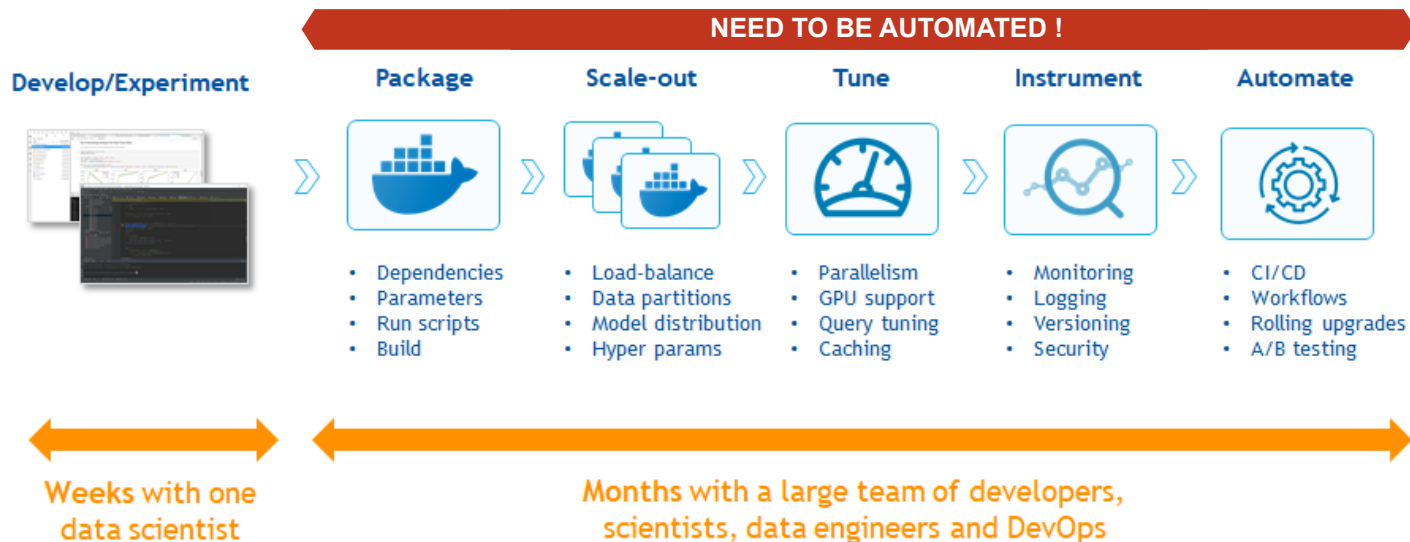 NEED TO BE AUTOMATED !
Develop/Experiment
Package
Scale-out
Tune
Instrument
Automate
• Dependencies
• Parameters
• Run scripts
• Build
• Load-balance
• Data partitions
• Model distribution
• Hyper params
• Parallelism
• GPU support
• Query tuning
• Caching
• Monitoring
• Logging
• Versioning
• Security
• CI/CD
• Workflows
• Rolling upgrades
• A/B testing
Weeks with one
data scientist
Months with a large team of developers,
scientists, data engineers and DevOps